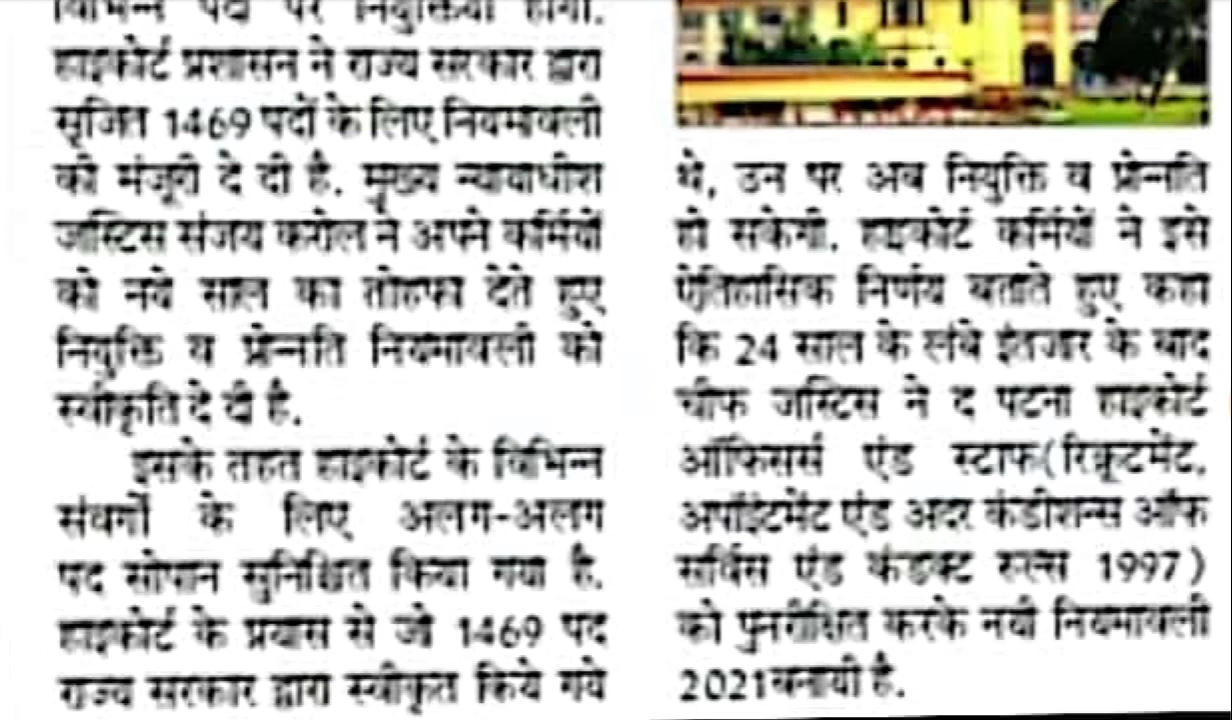 विभिन्न पदों पर नियुक्तियां होंगी.
हाइकोर्ट प्रशासन ने राज्य सरकार द्वारा
सृजित 1469 पदों के लिए नियमावली
को मंजूरी दे दी है. मुख्य न्यायाधीश
जस्टिस संजय करोल ने अपने कर्मियों
को नये साल का तोहफा देते हुए
नियुक्ति व प्रोन्नति नियमावली को
स्वीकृति दे दी है.
इसके तहत हाइकोर्ट के विभिन्न
संवर्गों के लिए अलग-अलग
पद सोपान सुनिश्चित किया गया है.
हाइकोर्ट के प्रयास से जो 1469 पद
राज्य सरकार द्वारा स्वीकृत किये गये
थे, उन पर अब नियुक्ति व प्रोन्नति
हो सकेगी. हाइकोर्ट कर्मियों ने इसे
ऐतिहासिक निर्णय बताते हुए कहा
कि 24 साल के लंबे इंतजार के बाद
चीफ जस्टिस ने द पटना हाइकोर्ट
ऑफिसर्स एंड स्टाफ(रिक्रूटमेंट,
अपॉइंटमेंट एंड अदर कंडीशन्स ऑफ
सर्विस एंड कंडक्ट रुल्स 1997)
को पुनरीक्षित करके नयी नियमावली
2021बनायी है.